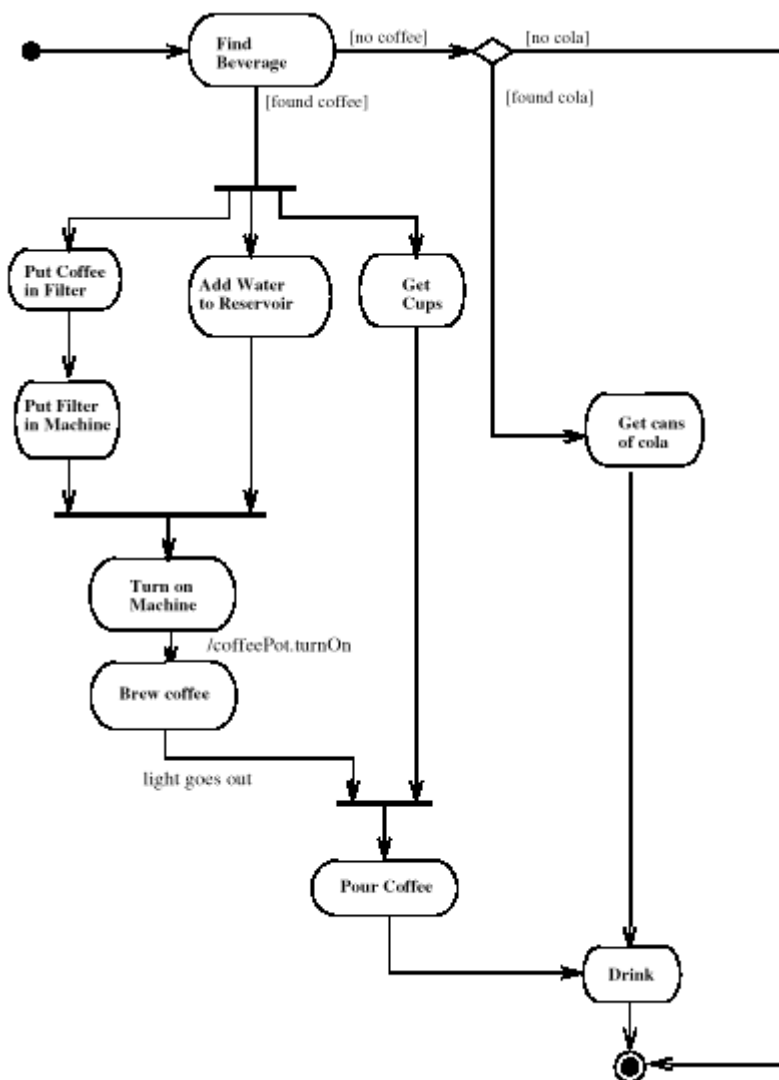 Find
Beverage
[no coffee]
[no cola]
[found coffee]
[found cola]
Put Coffee
in Filter
Add Water
to Reservoir
Get
Cups
Put Filter
in Machine
Get cans
of cola
Turn on
Machine
/coffeePot.turnOn
Brew coffee
light goes out
Pour Coffee
Drink